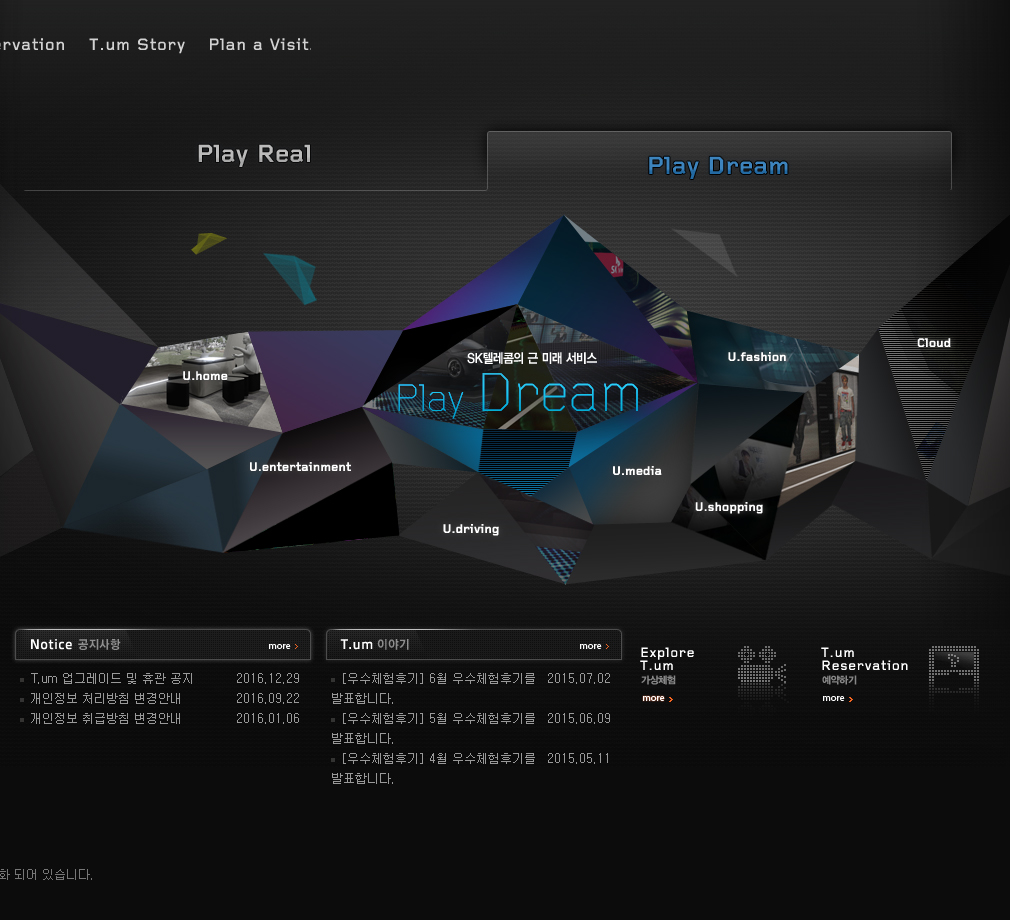 ervation T.um Story Plan a Visit
Play Real
Play Dream
SK
SK텔레콤의 근 미래 서비스
Play Dream
U.home
U.fashion
Cloud
U.entertainment
U.media
U.shopping
U.driving
Notice 공지사항 more
T.um 업그레이드 및 휴관 공지 2016.12.29
개인정보 처리방침 변경안내 2016.09.22
개인정보 취급방침 변경안내 2016.01.06
T.um 이야기 more
[우수체험후기] 6월 우수체험후기를 2015.07.02
발표합니다.
[우수체험후기] 5월 우수체험후기를 2015.06.09
발표합니다.
[우수체험후기] 4월 우수체험후기를 2015.05.11
발표합니다.
Explore
T.um
가상체험
more
T.um
Reservation
예약하기
more
화 되어 있습니다.